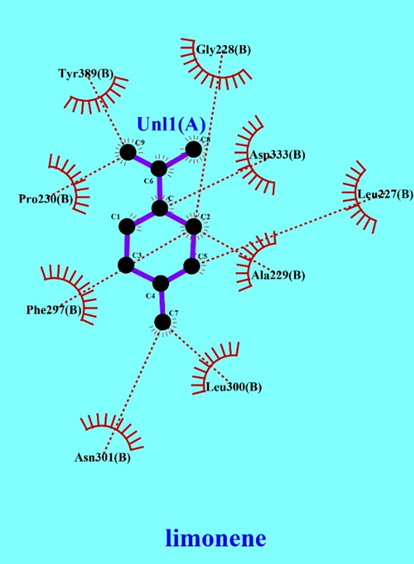 Gly228(B)
Tyr389(B)
Unl1(A)
C9
C8
Asp333(B)
C6
Leu227(B)
Pro230(B)
C
C1
C2
C3
C5
Ala229(B)
C4
Phe297(B)
C7
Leu300(B)
Asn301(B)
limonene